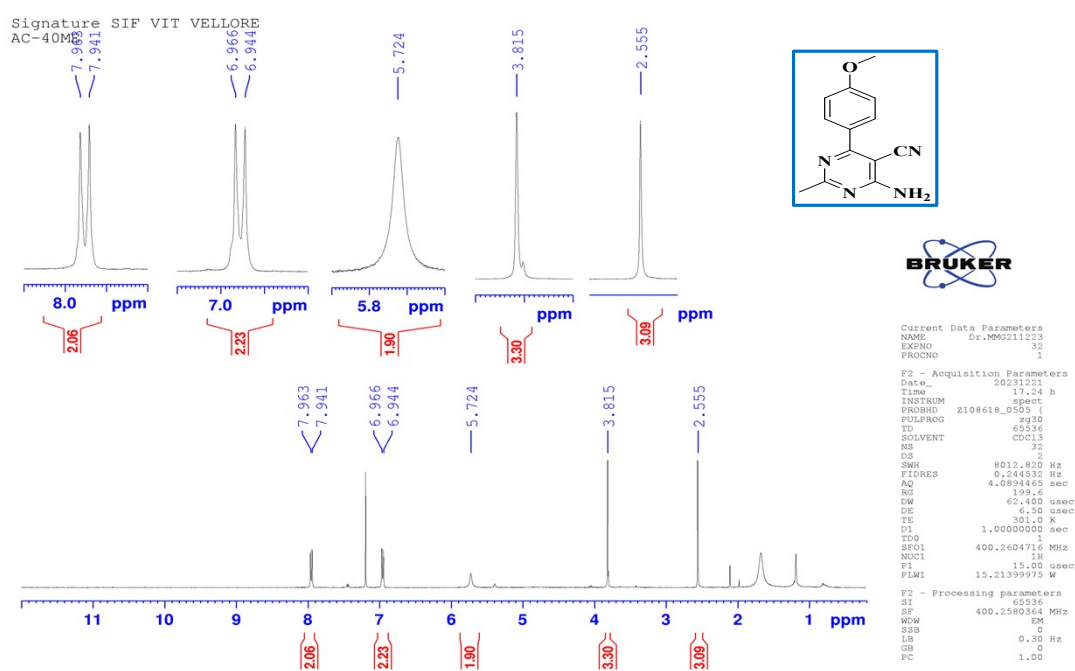 Signature SIF VIT VELLORE
AC-40ME
7.963
7.941
6.966
6.944
5.724
3.815
2.555
8.0 ppm
7.0 ppm
5.8 ppm
ppm
ppm
2.06
2.23
1.90
3.30
3.09
O
N
CN
N
NH2
BRUKER
7.963
7.941
6.966
6.944
5.724
3.815
2.555
11 10 9 8 7 6 5 4 3 2 1 ppm
2.06
2.23
1.90
3.30
3.09
Current Data Parameters
NAME Dr.MMG211223
EXPNO 32
PROCNO 1
F2 - Acquisition Parameters
Date_ 20231221
Time 17.24 h
INSTRUM spect
PROBHD Z108618_0505 (
PULPROG zg30
TD 65536
SOLVENT CDCl3
NS 32
DS 2
SWH 8012.820 Hz
FIDRES 0.244532 Hz
AQ 4.0894465 sec
RG 199.6
DW 62.400 usec
DE 6.50 usec
TE 301.0 K
D1 1.00000000 sec
TD0 1
SFO1 400.2604716 MHz
NUC1 1H
P1 15.00 usec
PLW1 15.21399975 W
F2 - Processing parameters
SI 65536
SF 400.2580364 MHz
WDW EM
SSB 0
LB 0.30 Hz
GB 0
PC 1.00